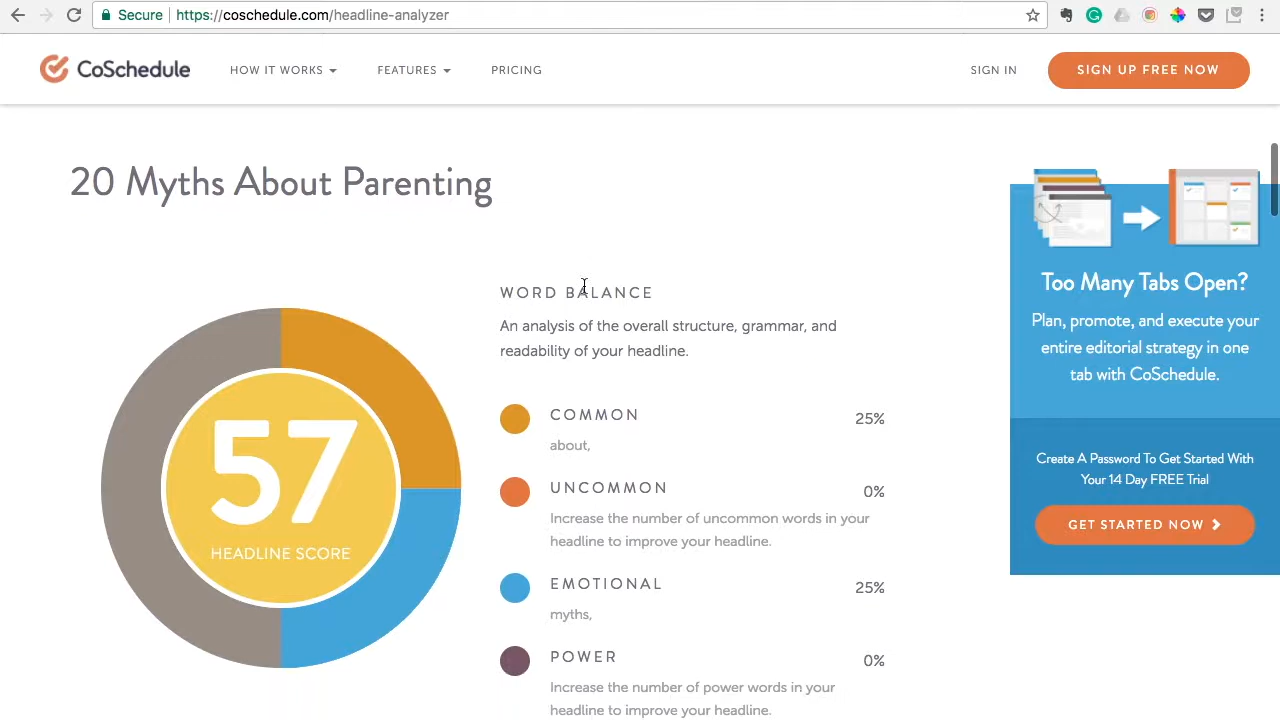 Secure
https://coschedule.com/headline-analyzer
CoSchedule
HOW IT WORKS
FEATURES
PRICING
SIGN IN
SIGN UP FREE NOW
20 Myths About Parenting
WORD BALANCE
An analysis of the overall structure, grammar, and
readability of your headline.
57
HEADLINE SCORE
COMMON 25%
about,
UNCOMMON 0%
Increase the number of uncommon words in your
headline to improve your headline.
EMOTIONAL 25%
myths,
POWER 0%
Increase the number of power words in your
headline to improve your headline.
Too Many Tabs Open?
Plan, promote, and execute your
entire editorial strategy in one
tab with CoSchedule.
Create A Password To Get Started With
Your 14 Day FREE Trial
GET STARTED NOW